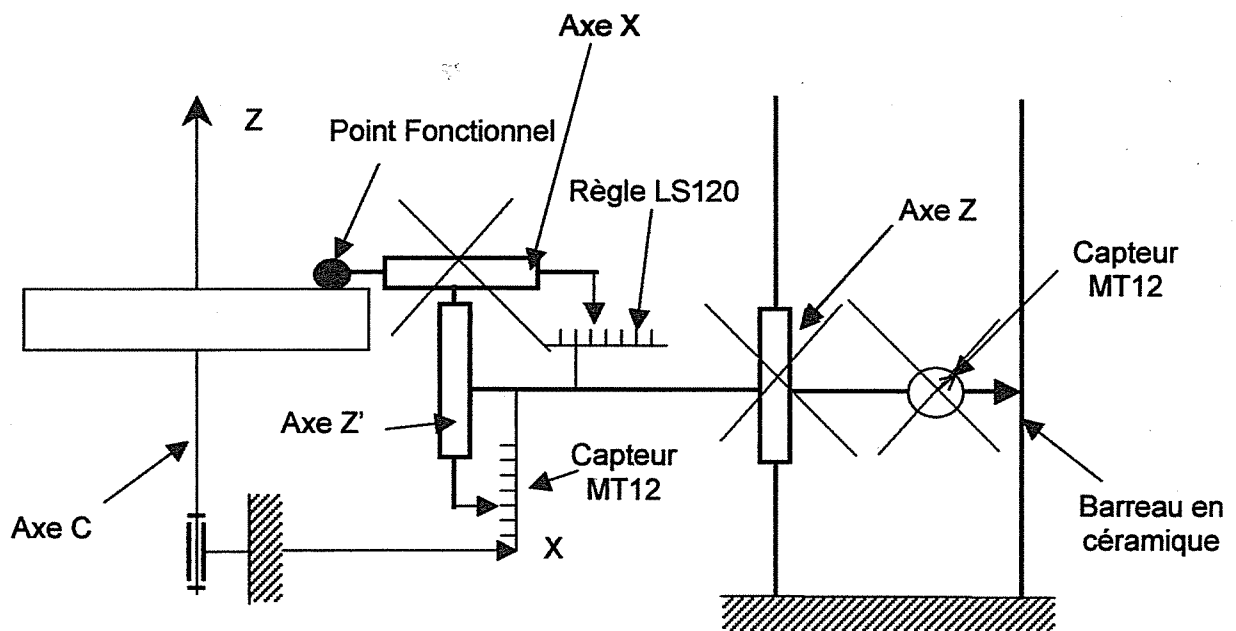 Axe X
Z
Point Fonctionnel
Règle LS120
Axe Z
Capteur
MT12
Axe Z'
Capteur
MT12
Axe C
X
Barreau en
céramique